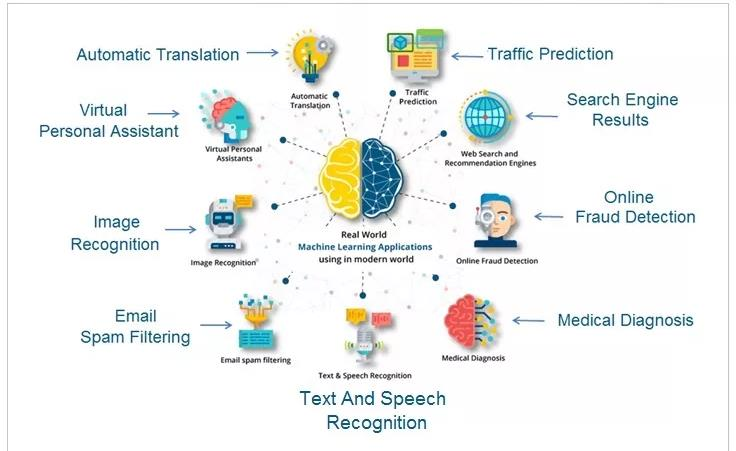 Automatic Translation
Traffic Prediction
Automatic
Translation
Traffic
Prediction
Virtual
Personal Assistant
Search Engine
Results
Virtual Personal
Assistants
Web Search and
Recommendation Engines
Image
Recognition
Online
Fraud Detection
Real World
Machine Learning Applications
using in modern world
Image Recognition
Online Fraud Detection
Email
Spam Filtering
Medical Diagnosis
Email spam filtering
Text & Speech Recognition
Medical Diagnosis
Text And Speech
Recognition